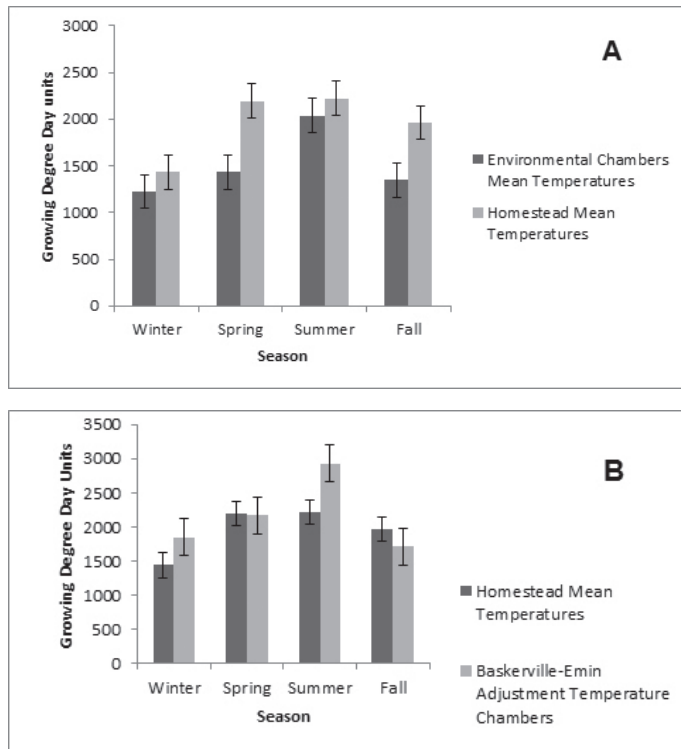 A
3000
2500
2000
1500
1000
500
0
Growing Degree Day units
Winter Spring Summer Fall
Season
Environmental Chambers
Mean Temperatures
Homestead Mean
Temperatures
B
3500
3000
2500
2000
1500
1000
500
0
Growing Degree Day Units
Winter Spring Summer Fall
Season
Homestead Mean
Temperatures
Baskerville-Emin
Adjustment Temperature
Chambers